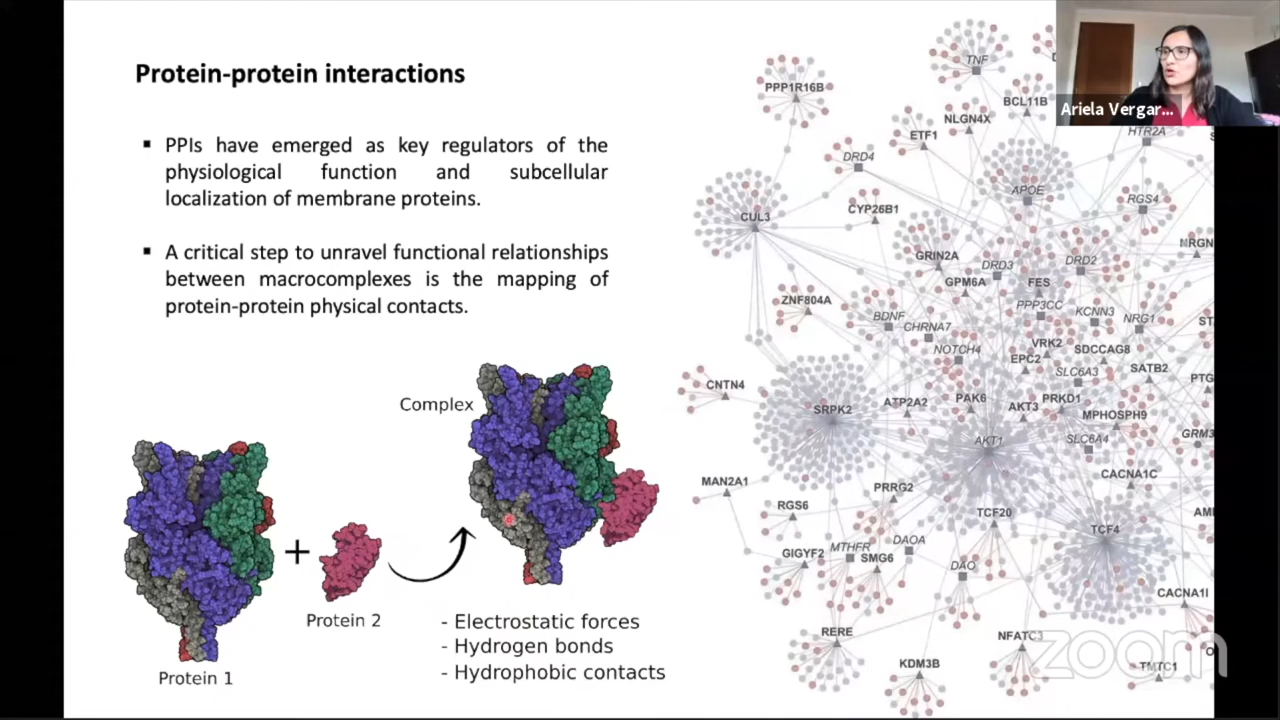 Protein-protein interactions
PPIs have emerged as key regulators of the
physiological function and subcellular
localization of membrane proteins.
A critical step to unravel functional relationships
between macrocomplexes is the mapping of
protein-protein physical contacts.
Complex
+
Protein 1
Protein 2
- Electrostatic forces
- Hydrogen bonds
- Hydrophobic contacts
Ariela Vergar...
TNF
PPP1R16B
BCL11B
NLGN4X
ETF1
HTR2A
DRD4
APOE
RGS4
CYP26B1
CUL3
NRGN
GRIN2A
DRD3
DRD2
GPM6A
FES
ZNF804A
PPP3CC
KCNN3
NRG1
BDNF
CHRNA7
VRK2
NOTCH4
EPC2
SDCCAG8
SLC6A3
SATB2
CNTN4
PTG
ATP2A2
PAK6
AKT3
PRKD1
SRPK2
MPHOSPH9
AKT1
SLC6A4
GRM3
CACNA1C
MAN2A1
PRRG2
RGS6
TCF20
TCF4
GIGYF2
MTHFR
SMG6
DAOA
DAO
CACNA1I
RERE
NFATC3
KDM3B
TMTC1
zoom